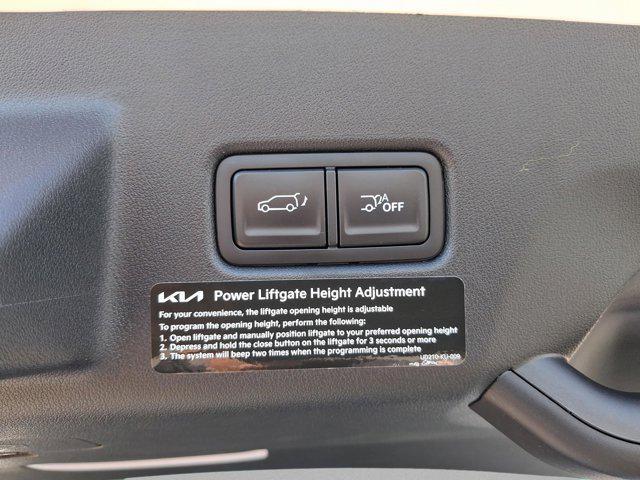 A
OFF
KIA Power Liftgate Height Adjustment
For your convenience, the liftgate opening height is adjustable
To program the opening height, perform the following:
1. Open liftgate and manually position liftgate to your preferred opening height
2. Depress and hold the close button on the liftgate for 3 seconds or more
3. The system will beep two times when the programming is complete
UD210-KU-009